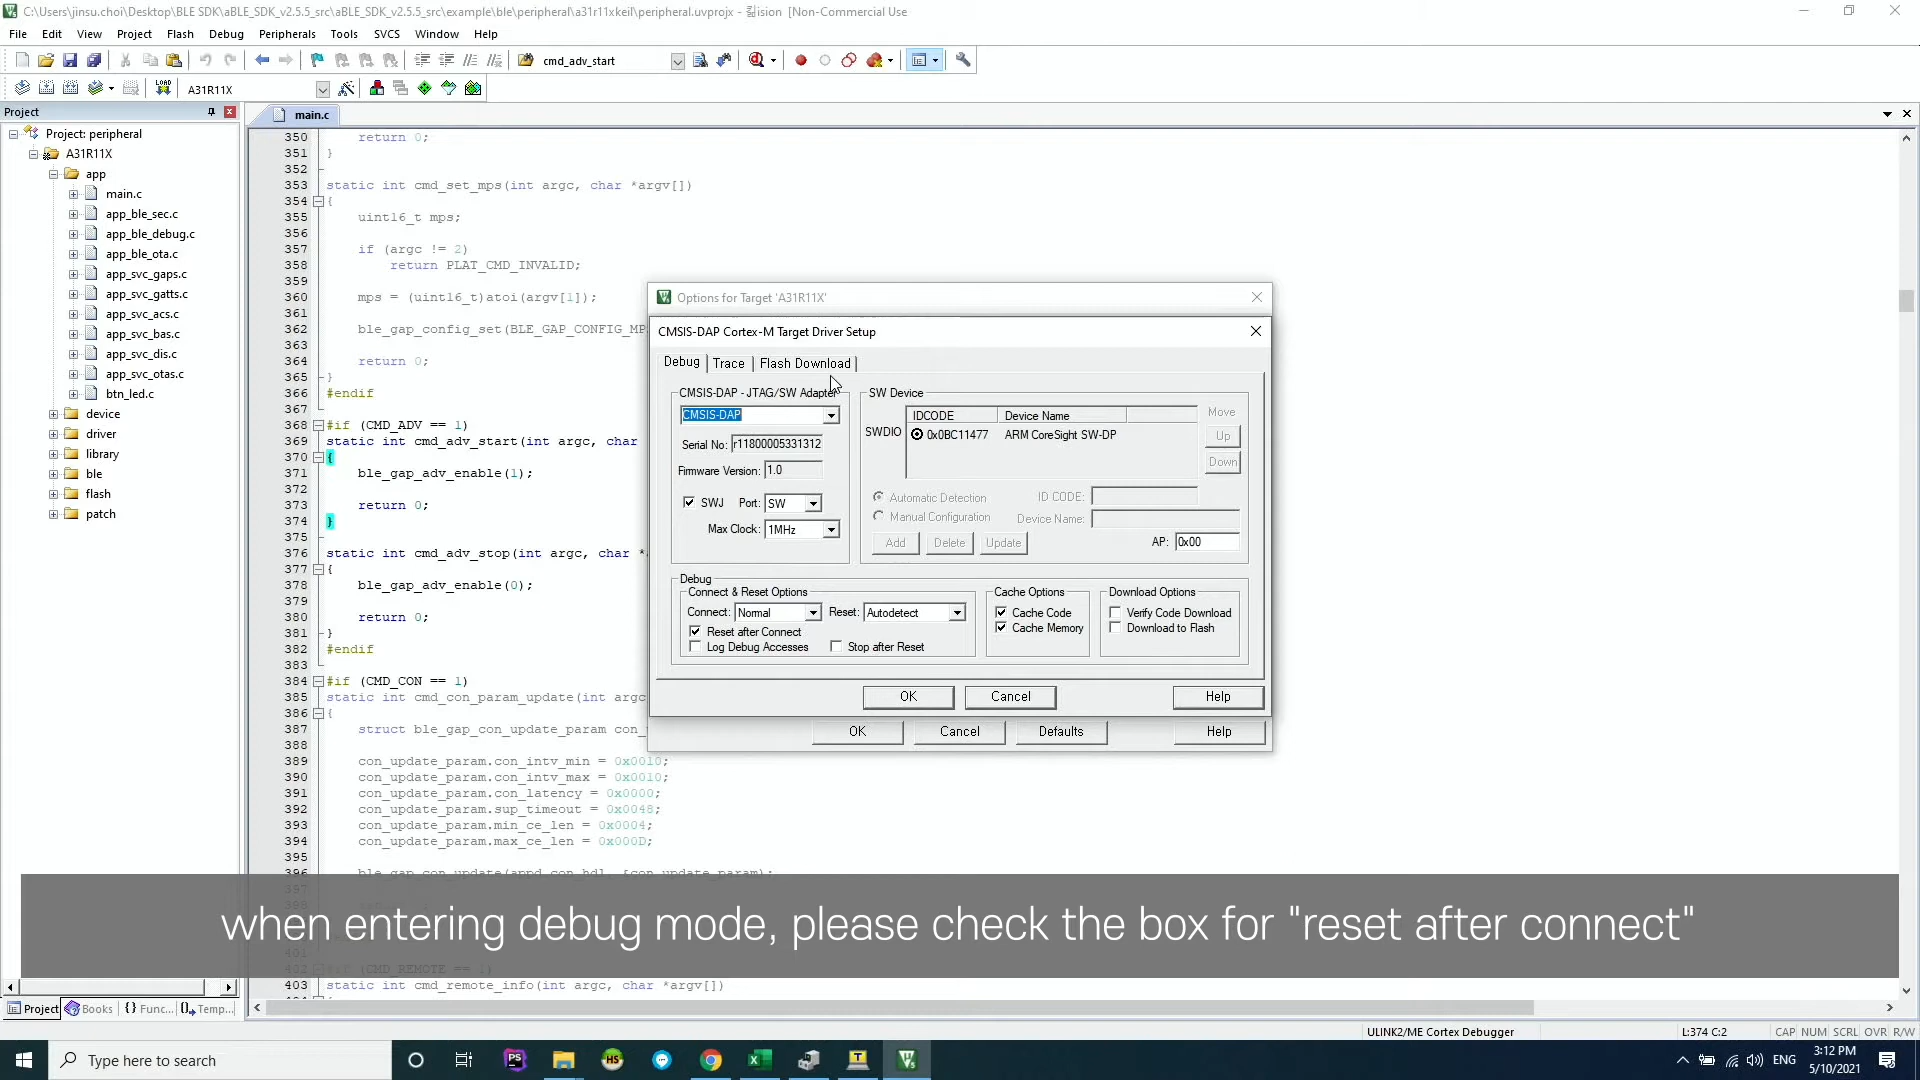 C:\Users\jinsu.choi\Desktop\BLE SDK\aBLE_SDK_v2.5.5_src\aBLE_SDK_v2.5.5_src\example\ble\peripheral\a31r11xkeil\peripheral.uvprojx - 킮ision [Non-Commercial Use
File Edit View Project Flash Debug Peripherals Tools SVCS Window Help
cmd_adv_start
LOAD A31R11X
Project
main.c
Project: peripheral
A31R11X
app
main.c
app_ble_sec.c
app_ble_debug.c
app_ble_ota.c
app_svc_gaps.c
app_svc_gatts.c
app_svc_acs.c
app_svc_bas.c
app_svc_dis.c
app_svc_otas.c
btn_led.c
device
driver
library
ble
flash
patch
350 return 0;
351 }
352
353 static int cmd_set_mps(int argc, char *argv[])
354 {
355 uint16_t mps;
356
357 if (argc != 2)
358 return PLAT_CMD_INVALID;
359
360 mps = (uint16_t)atoi(argv[1]);
361
362 ble_gap_config_set(BLE_GAP_CONFIG_MP
363
364 return 0;
365 }
366 #endif
367
368 #if (CMD_ADV == 1)
369 static int cmd_adv_start(int argc, char
370 {
371 ble_gap_adv_enable(1);
372
373 return 0;
374 }
375
376 static int cmd_adv_stop(int argc, char *
377 {
378 ble_gap_adv_enable(0);
379
380 return 0;
381 }
382 #endif
383
384 #if (CMD_CON == 1)
385 static int cmd_con_param_update(int argc
386 {
387 struct ble_gap_con_update_param con_
388
389 con_update_param.con_intv_min = 0x0010;
390 con_update_param.con_intv_max = 0x0010;
391 con_update_param.con_latency = 0x0000;
392 con_update_param.sup_timeout = 0x0048;
393 con_update_param.min_ce_len = 0x0004;
394 con_update_param.max_ce_len = 0x000D;
395
396 ble_gap_con_update(appd_con_hdl, &con_update_param);
402 #if (CMD_REMOTE == 1)
403 static int cmd_remote_info(int argc, char *argv[])
Options for Target 'A31R11X'
CMSIS-DAP Cortex-M Target Driver Setup
Debug Trace Flash Download
CMSIS-DAP - JTAG/SW Adapter
CMSIS-DAP
Serial No: r11800005331312
Firmware Version: 1.0
SWJ Port: SW
Max Clock: 1MHz
SW Device
IDCODE Device Name Move
SWDIO 0x0BC11477 ARM CoreSight SW-DP Up
Down
Automatic Detection ID CODE:
Manual Configuration Device Name:
Add Delete Update AP: 0x00
Debug
Connect & Reset Options
Connect: Normal Reset: Autodetect
Reset after Connect
Log Debug Accesses Stop after Reset
Cache Options
Cache Code
Cache Memory
Download Options
Verify Code Download
Download to Flash
OK Cancel Help
OK Cancel Defaults Help
when entering debug mode, please check the box for "reset after connect"
Project Books {} Func... Temp...
ULINK2/ME Cortex Debugger L:374 C:2 CAP NUM SCRL OVR R/W
Type here to search
ENG
3:12 PM
5/10/2021